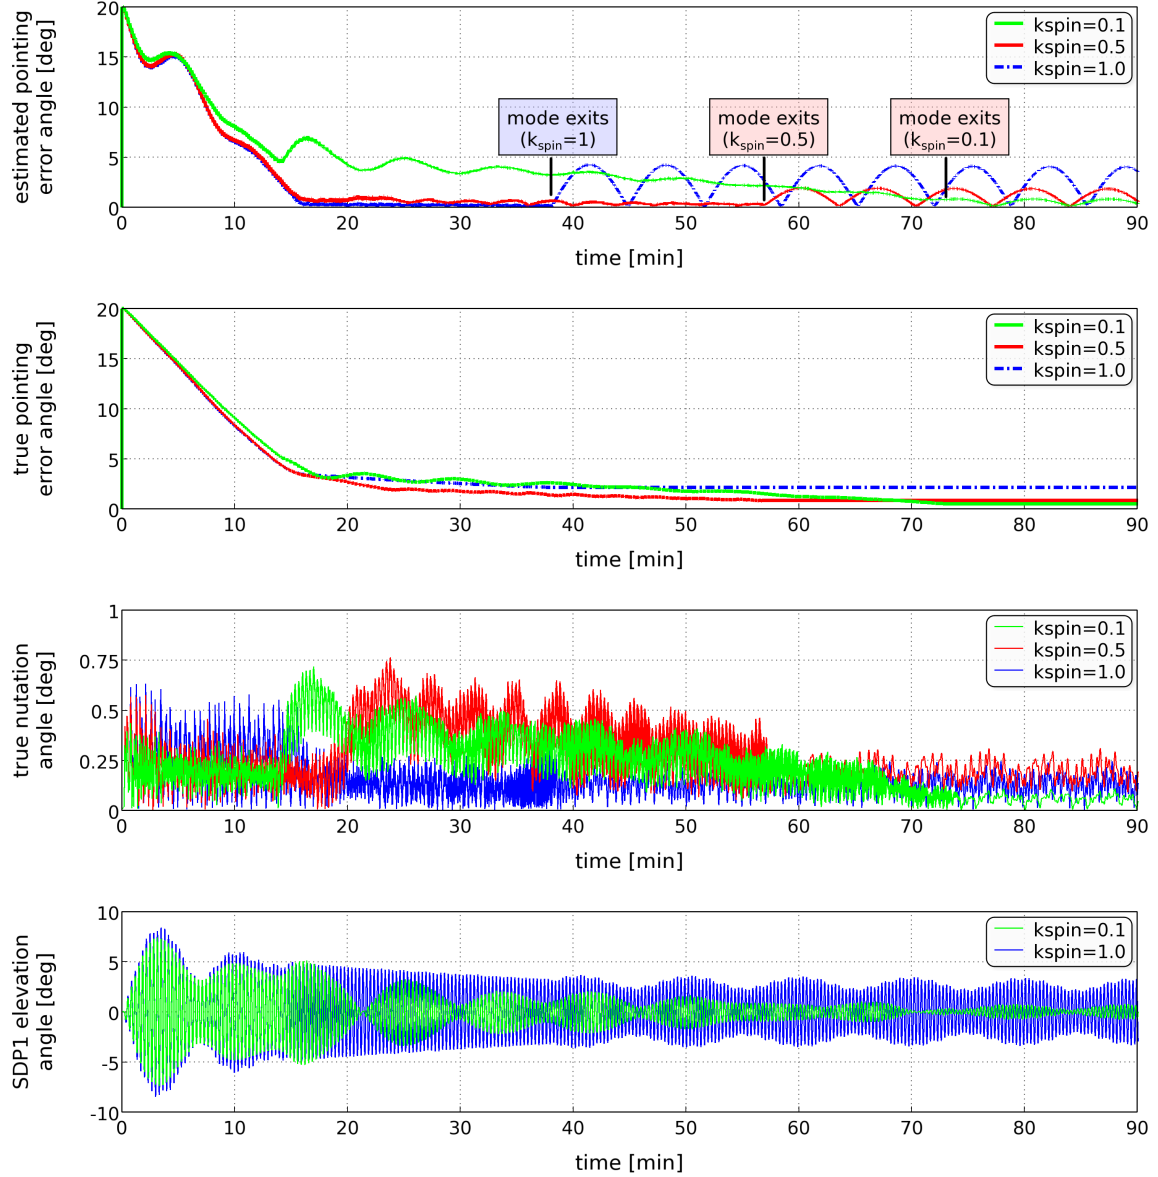 estimated pointing
error angle [deg]
20
15
10
5
0
kspin=0.1
kspin=0.5
kspin=1.0
mode exits
(kspin=1)
mode exits
(kspin=0.5)
mode exits
(kspin=0.1)
0 10 20 30 40 50 60 70 80 90
time [min]
true pointing
error angle [deg]
20
15
10
5
0
kspin=0.1
kspin=0.5
kspin=1.0
0 10 20 30 40 50 60 70 80 90
time [min]
true nutation
angle [deg]
1
0.75
0.5
0.25
0
kspin=0.1
kspin=0.5
kspin=1.0
0 10 20 30 40 50 60 70 80 90
time [min]
SDP1 elevation
angle [deg]
10
5
0
-5
-10
kspin=0.1
kspin=1.0
0 10 20 30 40 50 60 70 80 90
time [min]